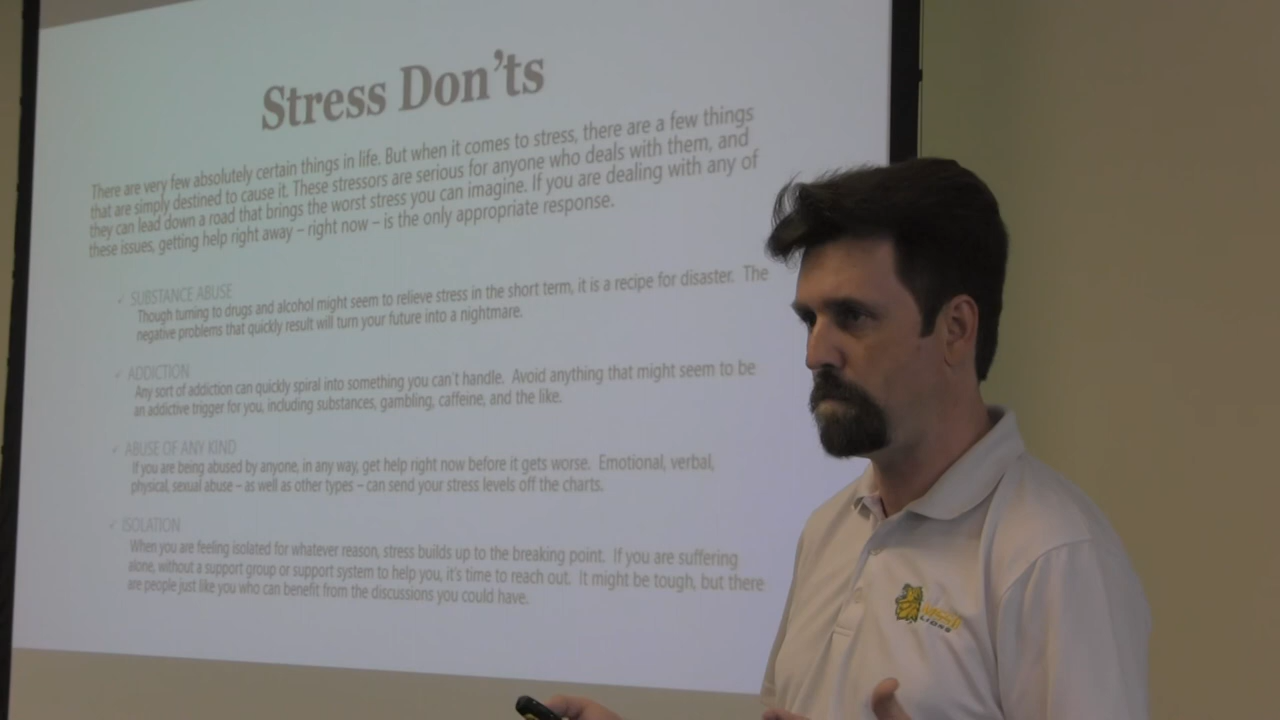 Stress Don'ts
There are very few absolutely certain things in life. But when it comes to stress, there are a few things
that are simply destined to cause it. These stressors are serious for anyone who deals with them, and
they can lead down a road that brings the worst stress you can imagine. If you are dealing with any of
these issues, getting help right away – right now – is the only appropriate response.
✓ SUBSTANCE ABUSE
Though turning to drugs and alcohol might seem to relieve stress in the short term, it is a recipe for disaster. The
negative problems that quickly result will turn your future into a nightmare.
✓ ADDICTION
Any sort of addiction can quickly spiral into something you can't handle. Avoid anything that might seem to be
an addictive trigger for you, including substances, gambling, caffeine, and the like.
✓ ABUSE OF ANY KIND
If you are being abused by anyone, in any way, get help right now before it gets worse. Emotional, verbal,
physical, sexual abuse – as well as other types – can send your stress levels off the charts.
✓ ISOLATION
When you are feeling isolated for whatever reason, stress builds up to the breaking point. If you are suffering
alone, without a support group or support system to help you, it's time to reach out. It might be tough, but there
are people just like you who can benefit from the discussions you could have.
LIONS